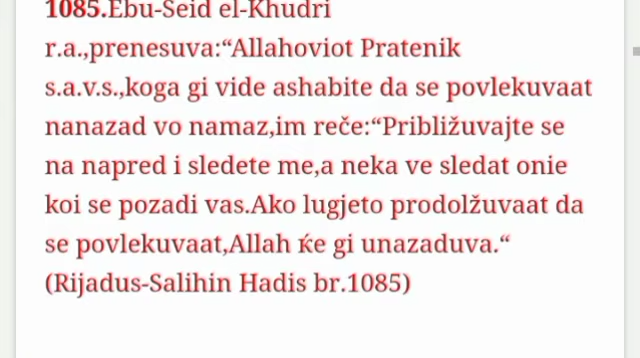 1085.Ebu-Seid el-Khudri
r.a.,prenesuva:“Allahoviot Pratenik
s.a.v.s.,koga gi vide ashabite da se povlekuvaat
nanazad vo namaz,im reče:“Približuvajte se
na napred i sledete me,a neka ve sledat onie
koi se pozadi vas.Ako lugjeto prodolžuvaat da
se povlekuvaat,Allah ḱe gi unazaduva.“
(Rijadus-Salihin Hadis br.1085)